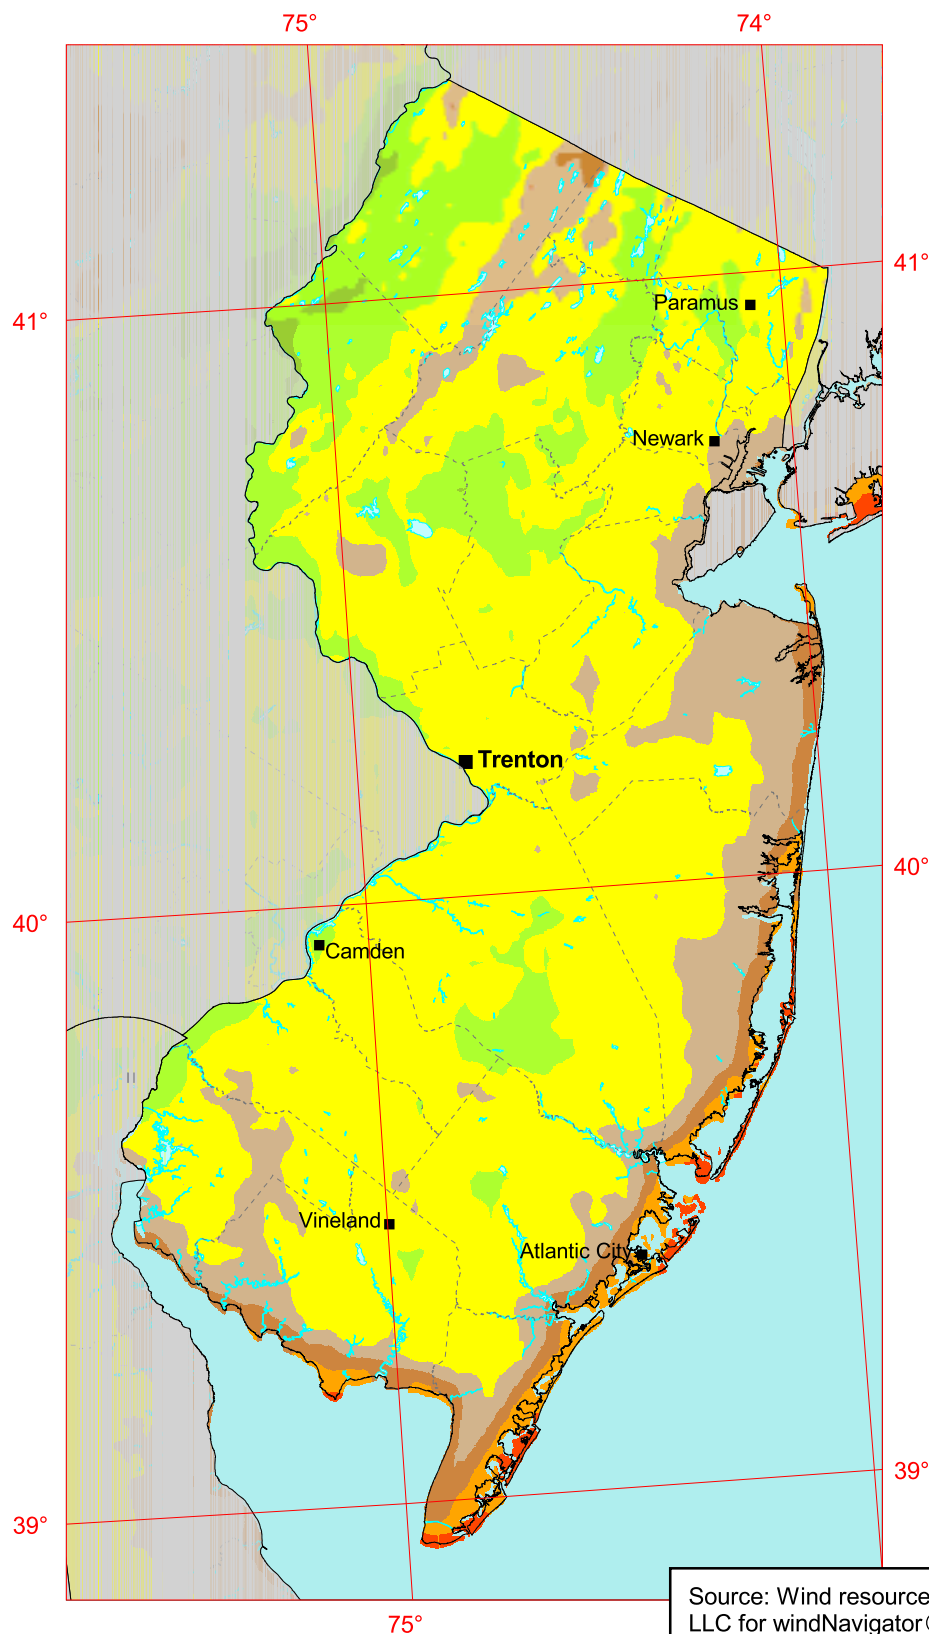 75°
74°
41°
Paramus
41°
Newark
Trenton
40°
40°
Camden
Vineland
Atlantic City
39°
39°
75°
Source: Wind resource
LLC for windNavigator©